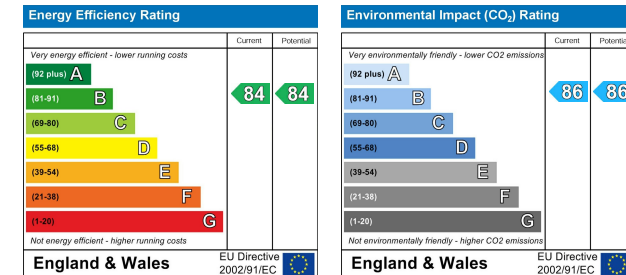 Energy Efficiency Rating
Current Potential
Very energy efficient - lower running costs
(92 plus) A
(81-91) B
84 84
(69-80) C
(55-68) D
(39-54) E
(21-38) F
(1-20) G
Not energy efficient - higher running costs
England & Wales
EU Directive
2002/91/EC
Environmental Impact (CO₂) Rating
Current Potential
Very environmentally friendly - lower CO2 emissions
(92 plus) A
(81-91) B
86 86
(69-80) C
(55-68) D
(39-54) E
(21-38) F
(1-20) G
Not environmentally friendly - higher CO2 emissions
England & Wales
EU Directive
2002/91/EC